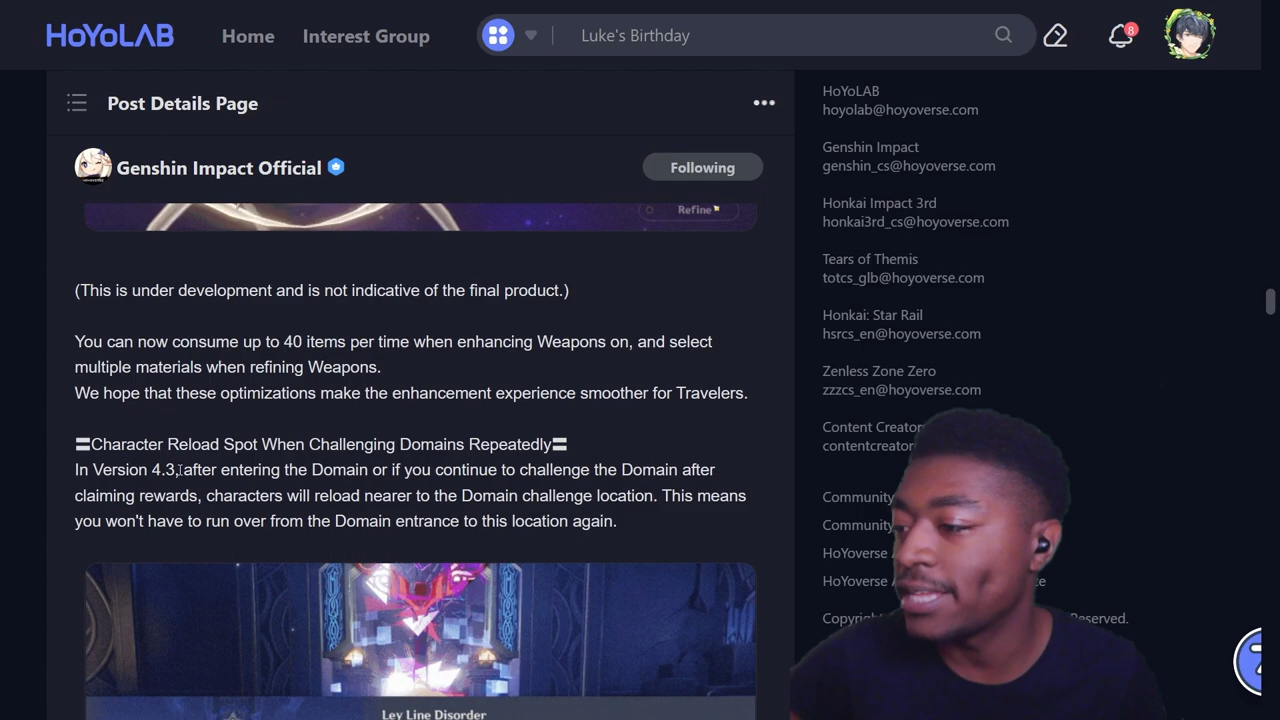 HoYoLAB
Home
Interest Group
Luke's Birthday
8
Post Details Page
Genshin Impact Official
Following
Refine
(This is under development and is not indicative of the final product.)
You can now consume up to 40 items per time when enhancing Weapons on, and select
multiple materials when refining Weapons.
We hope that these optimizations make the enhancement experience smoother for Travelers.
〓Character Reload Spot When Challenging Domains Repeatedly〓
In Version 4.3, after entering the Domain or if you continue to challenge the Domain after
claiming rewards, characters will reload nearer to the Domain challenge location. This means
you won't have to run over from the Domain entrance to this location again.
Ley Line Disorder
HoYoLAB
hoyolab@hoyoverse.com
Genshin Impact
genshin_cs@hoyoverse.com
Honkai Impact 3rd
honkai3rd_cs@hoyoverse.com
Tears of Themis
totcs_glb@hoyoverse.com
Honkai: Star Rail
hsrcs_en@hoyoverse.com
Zenless Zone Zero
zzzcs_en@hoyoverse.com
Content Creator
contentcreator
Community
Community
HoYoverse
HoYoverse
Reserved.